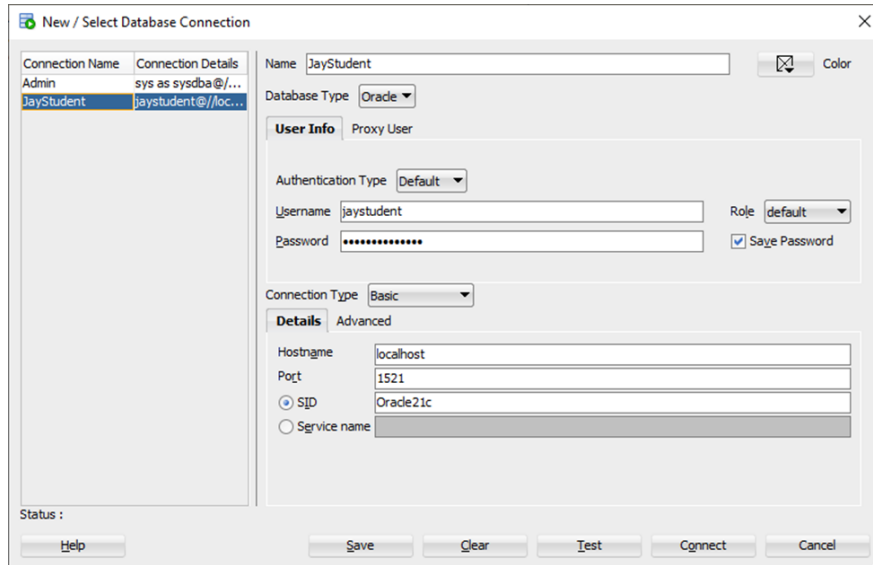 New / Select Database Connection
Connection Name Connection Details
Admin sys as sysdba@/...
JayStudent jaystudent@//loc...
Name JayStudent Color
Database Type Oracle
User Info Proxy User
Authentication Type Default
Username jaystudent Role default
Password •••••••••••••• Save Password
Connection Type Basic
Details Advanced
Hostname localhost
Port 1521
SID Oracle21c
Service name
Status :
Help Save Clear Test Connect Cancel